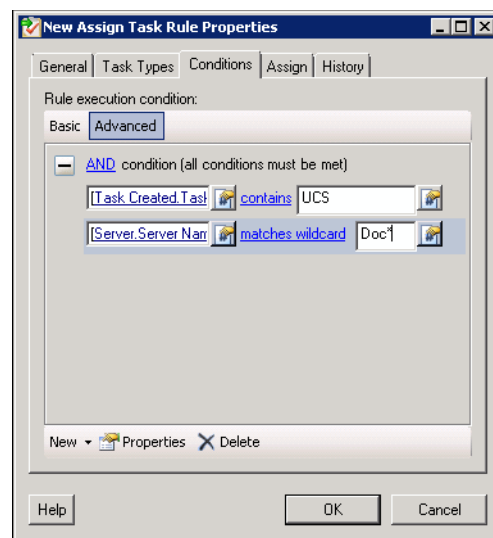 New Assign Task Rule Properties
General Task Types Conditions Assign History
Rule execution condition:
Basic Advanced
AND condition (all conditions must be met)
[Task Created.Task contains UCS
[Server.Server Nam matches wildcard Doc*
New Properties Delete
Help OK Cancel